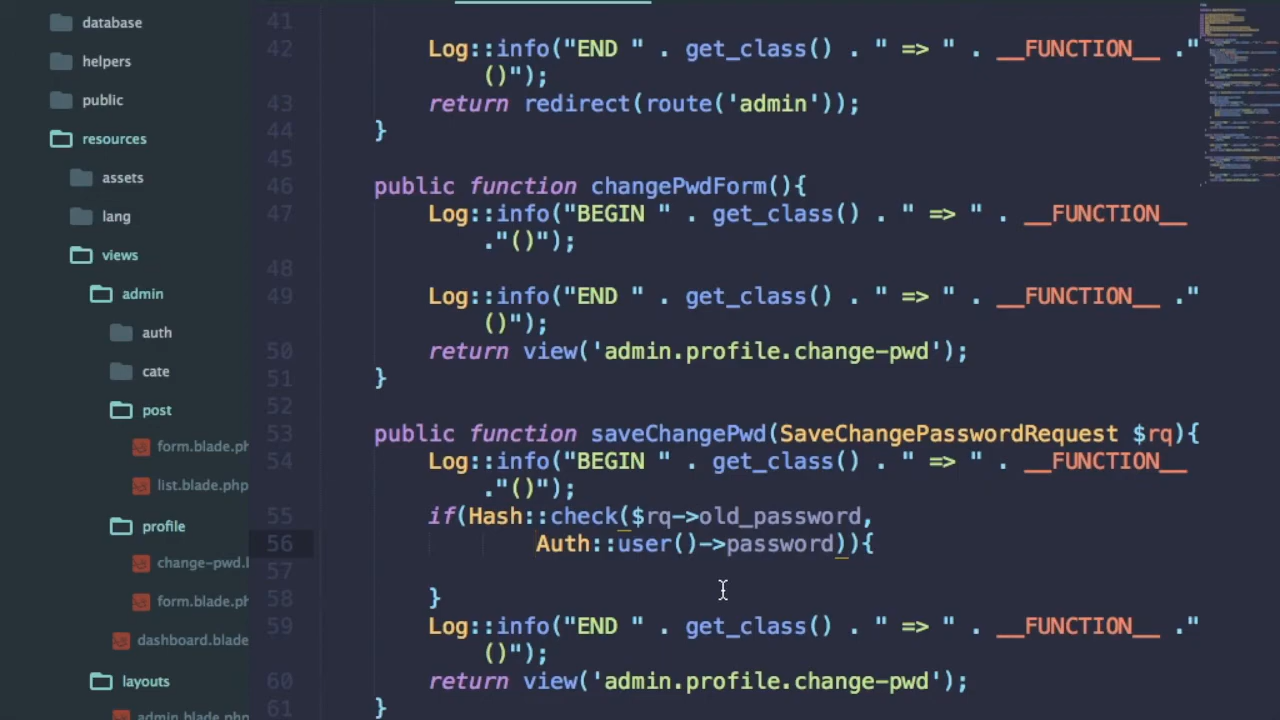 database
helpers
public
resources
assets
lang
views
admin
auth
cate
post
form.blade.ph
list.blade.php
profile
change-pwd.l
form.blade.ph
dashboard.blade
layouts
admin.blade.php
41
42 Log::info("END " . get_class() . " => " . __FUNCTION__ ."
()");
43 return redirect(route('admin'));
44 }
45
46 public function changePwdForm(){
47 Log::info("BEGIN " . get_class() . " => " . __FUNCTION__
."()");
48
49 Log::info("END " . get_class() . " => " . __FUNCTION__ ."
()");
50 return view('admin.profile.change-pwd');
51 }
52
53 public function saveChangePwd(SaveChangePasswordRequest $rq){
54 Log::info("BEGIN " . get_class() . " => " . __FUNCTION__
."()");
55 if(Hash::check($rq->old_password,
56 Auth::user()->password)){
57
58 }
59 Log::info("END " . get_class() . " => " . __FUNCTION__ ."
()");
60 return view('admin.profile.change-pwd');
61 }